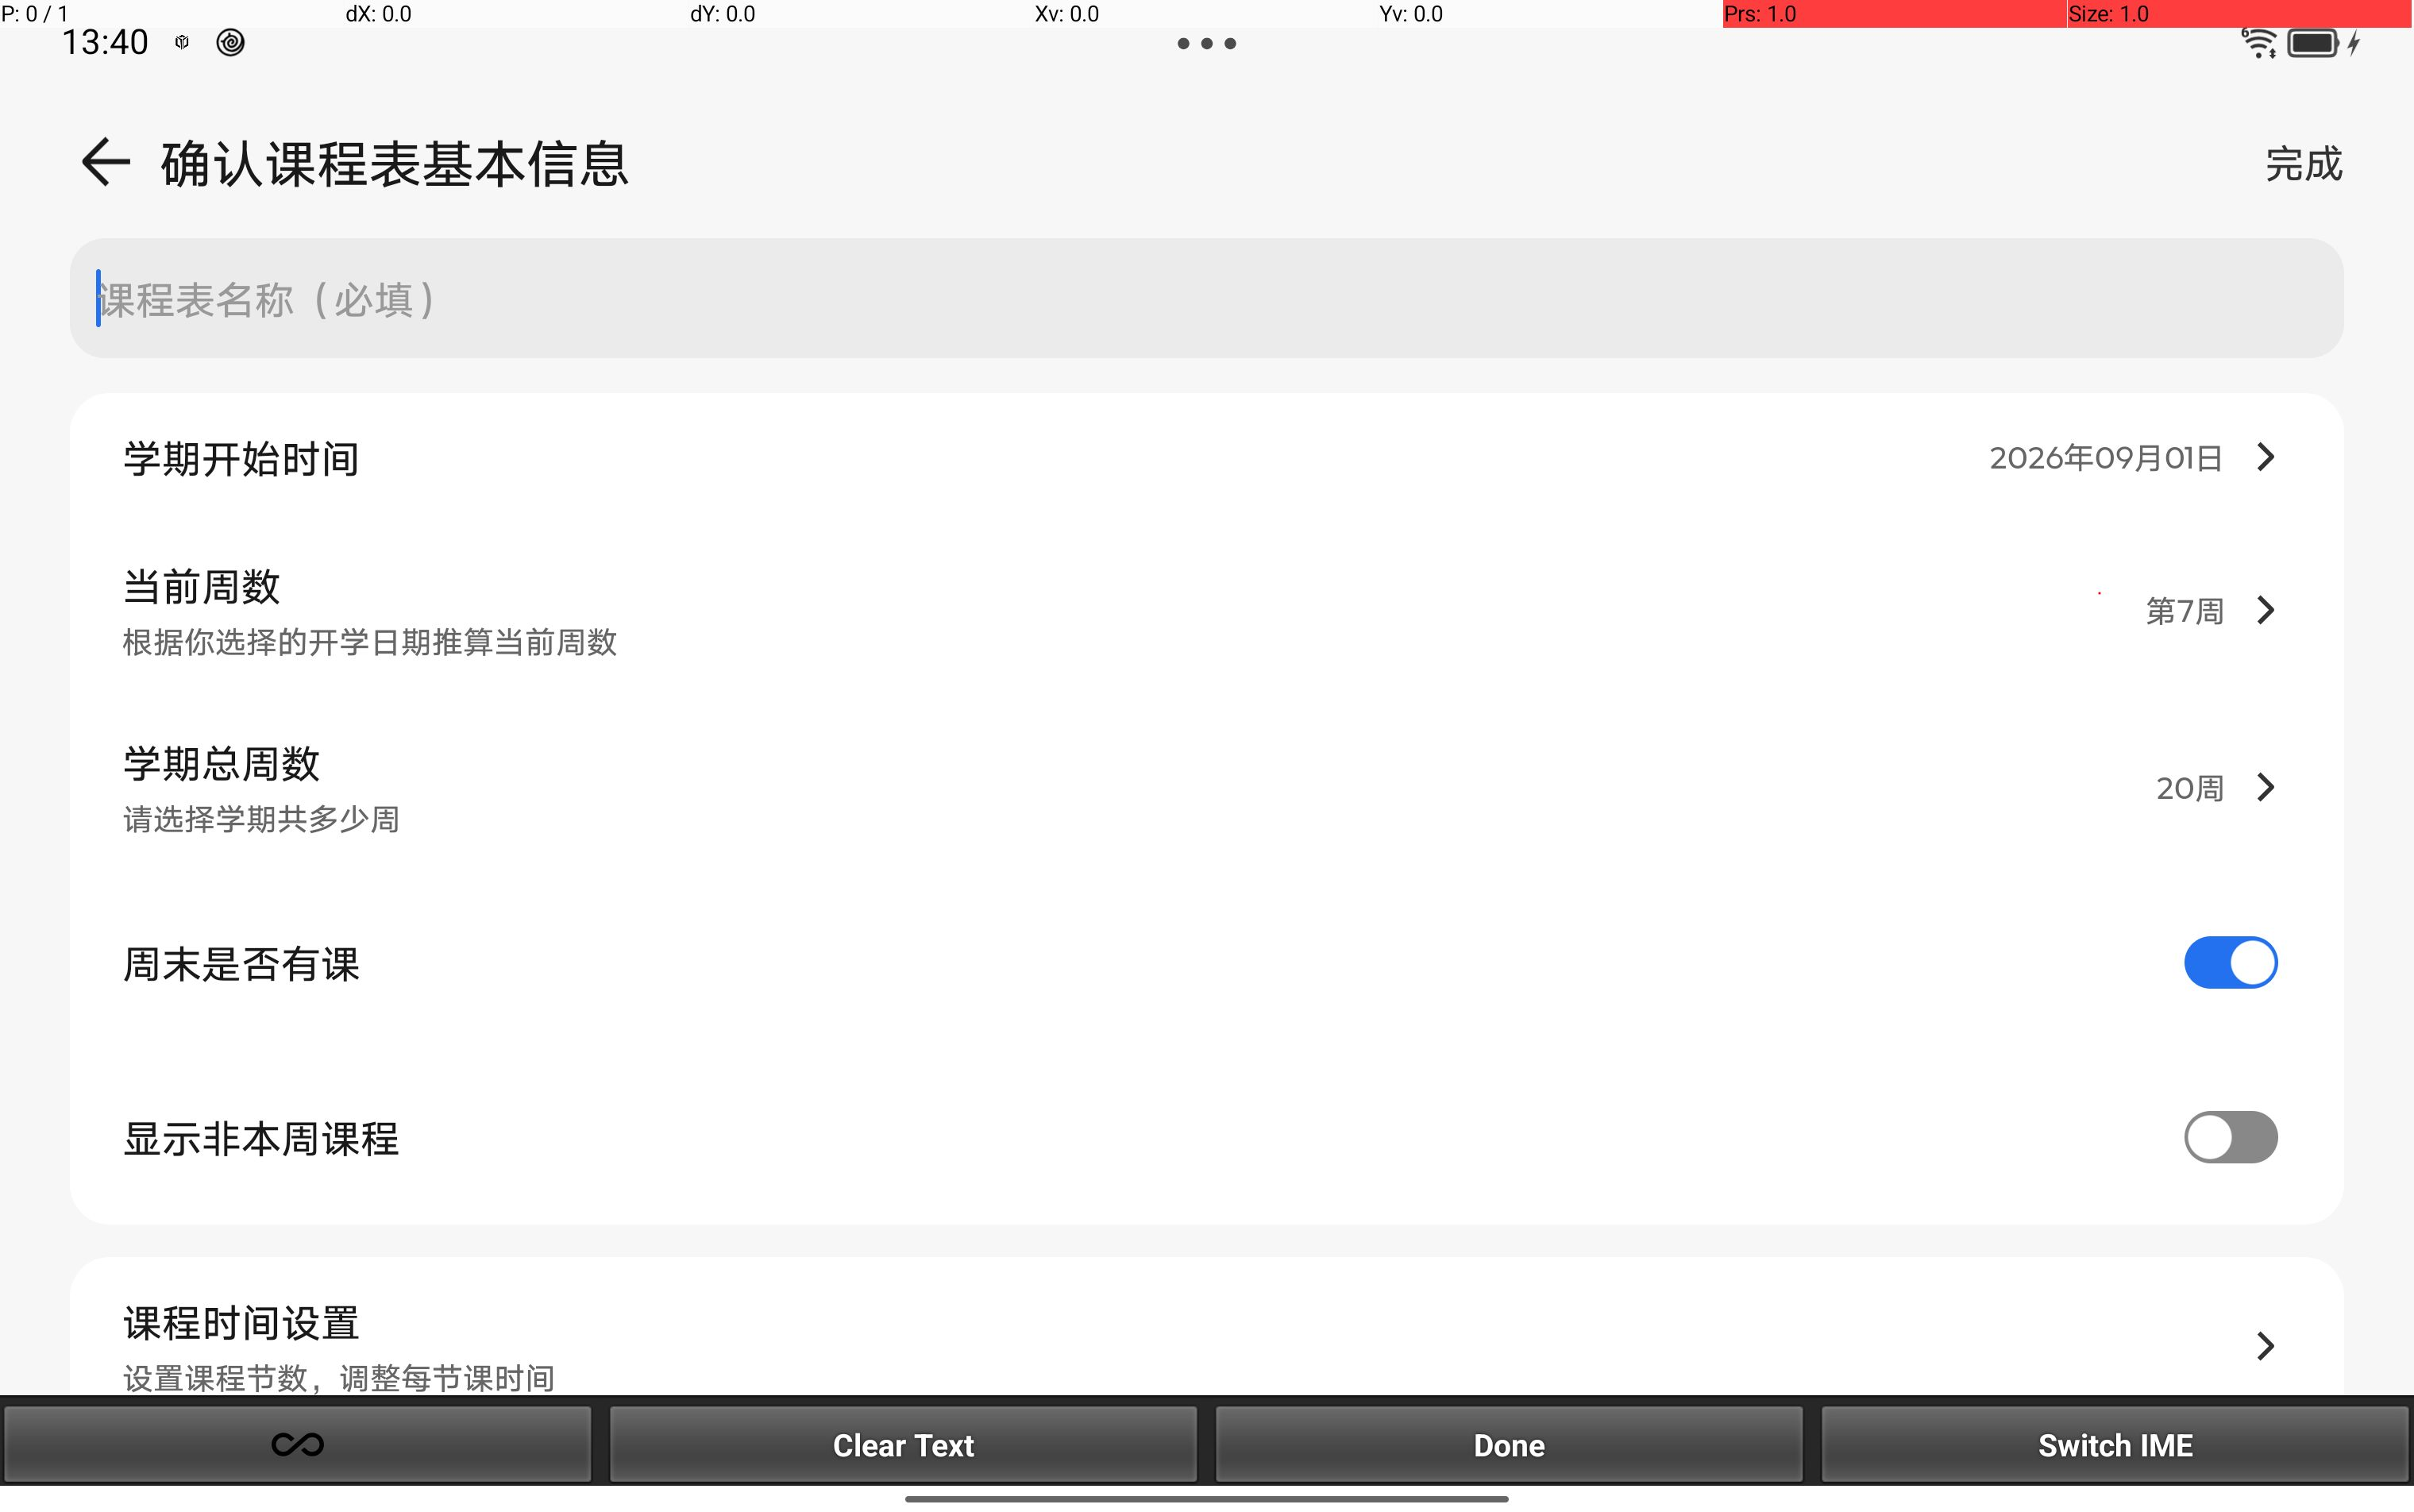 P: 0 / 1 dX: 0.0 dY: 0.0 Xv: 0.0 Yv: 0.0 Prs: 1.0 Size: 1.0
13:40 6
确认课程表基本信息 完成
课程表名称（必填）
学期开始时间 2026年09月01日
当前周数 第7周
根据你选择的开学日期推算当前周数
学期总周数 20周
请选择学期共多少周
周末是否有课
显示非本周课程
课程时间设置
设置课程节数，调整每节课时间
Clear Text Done Switch IME